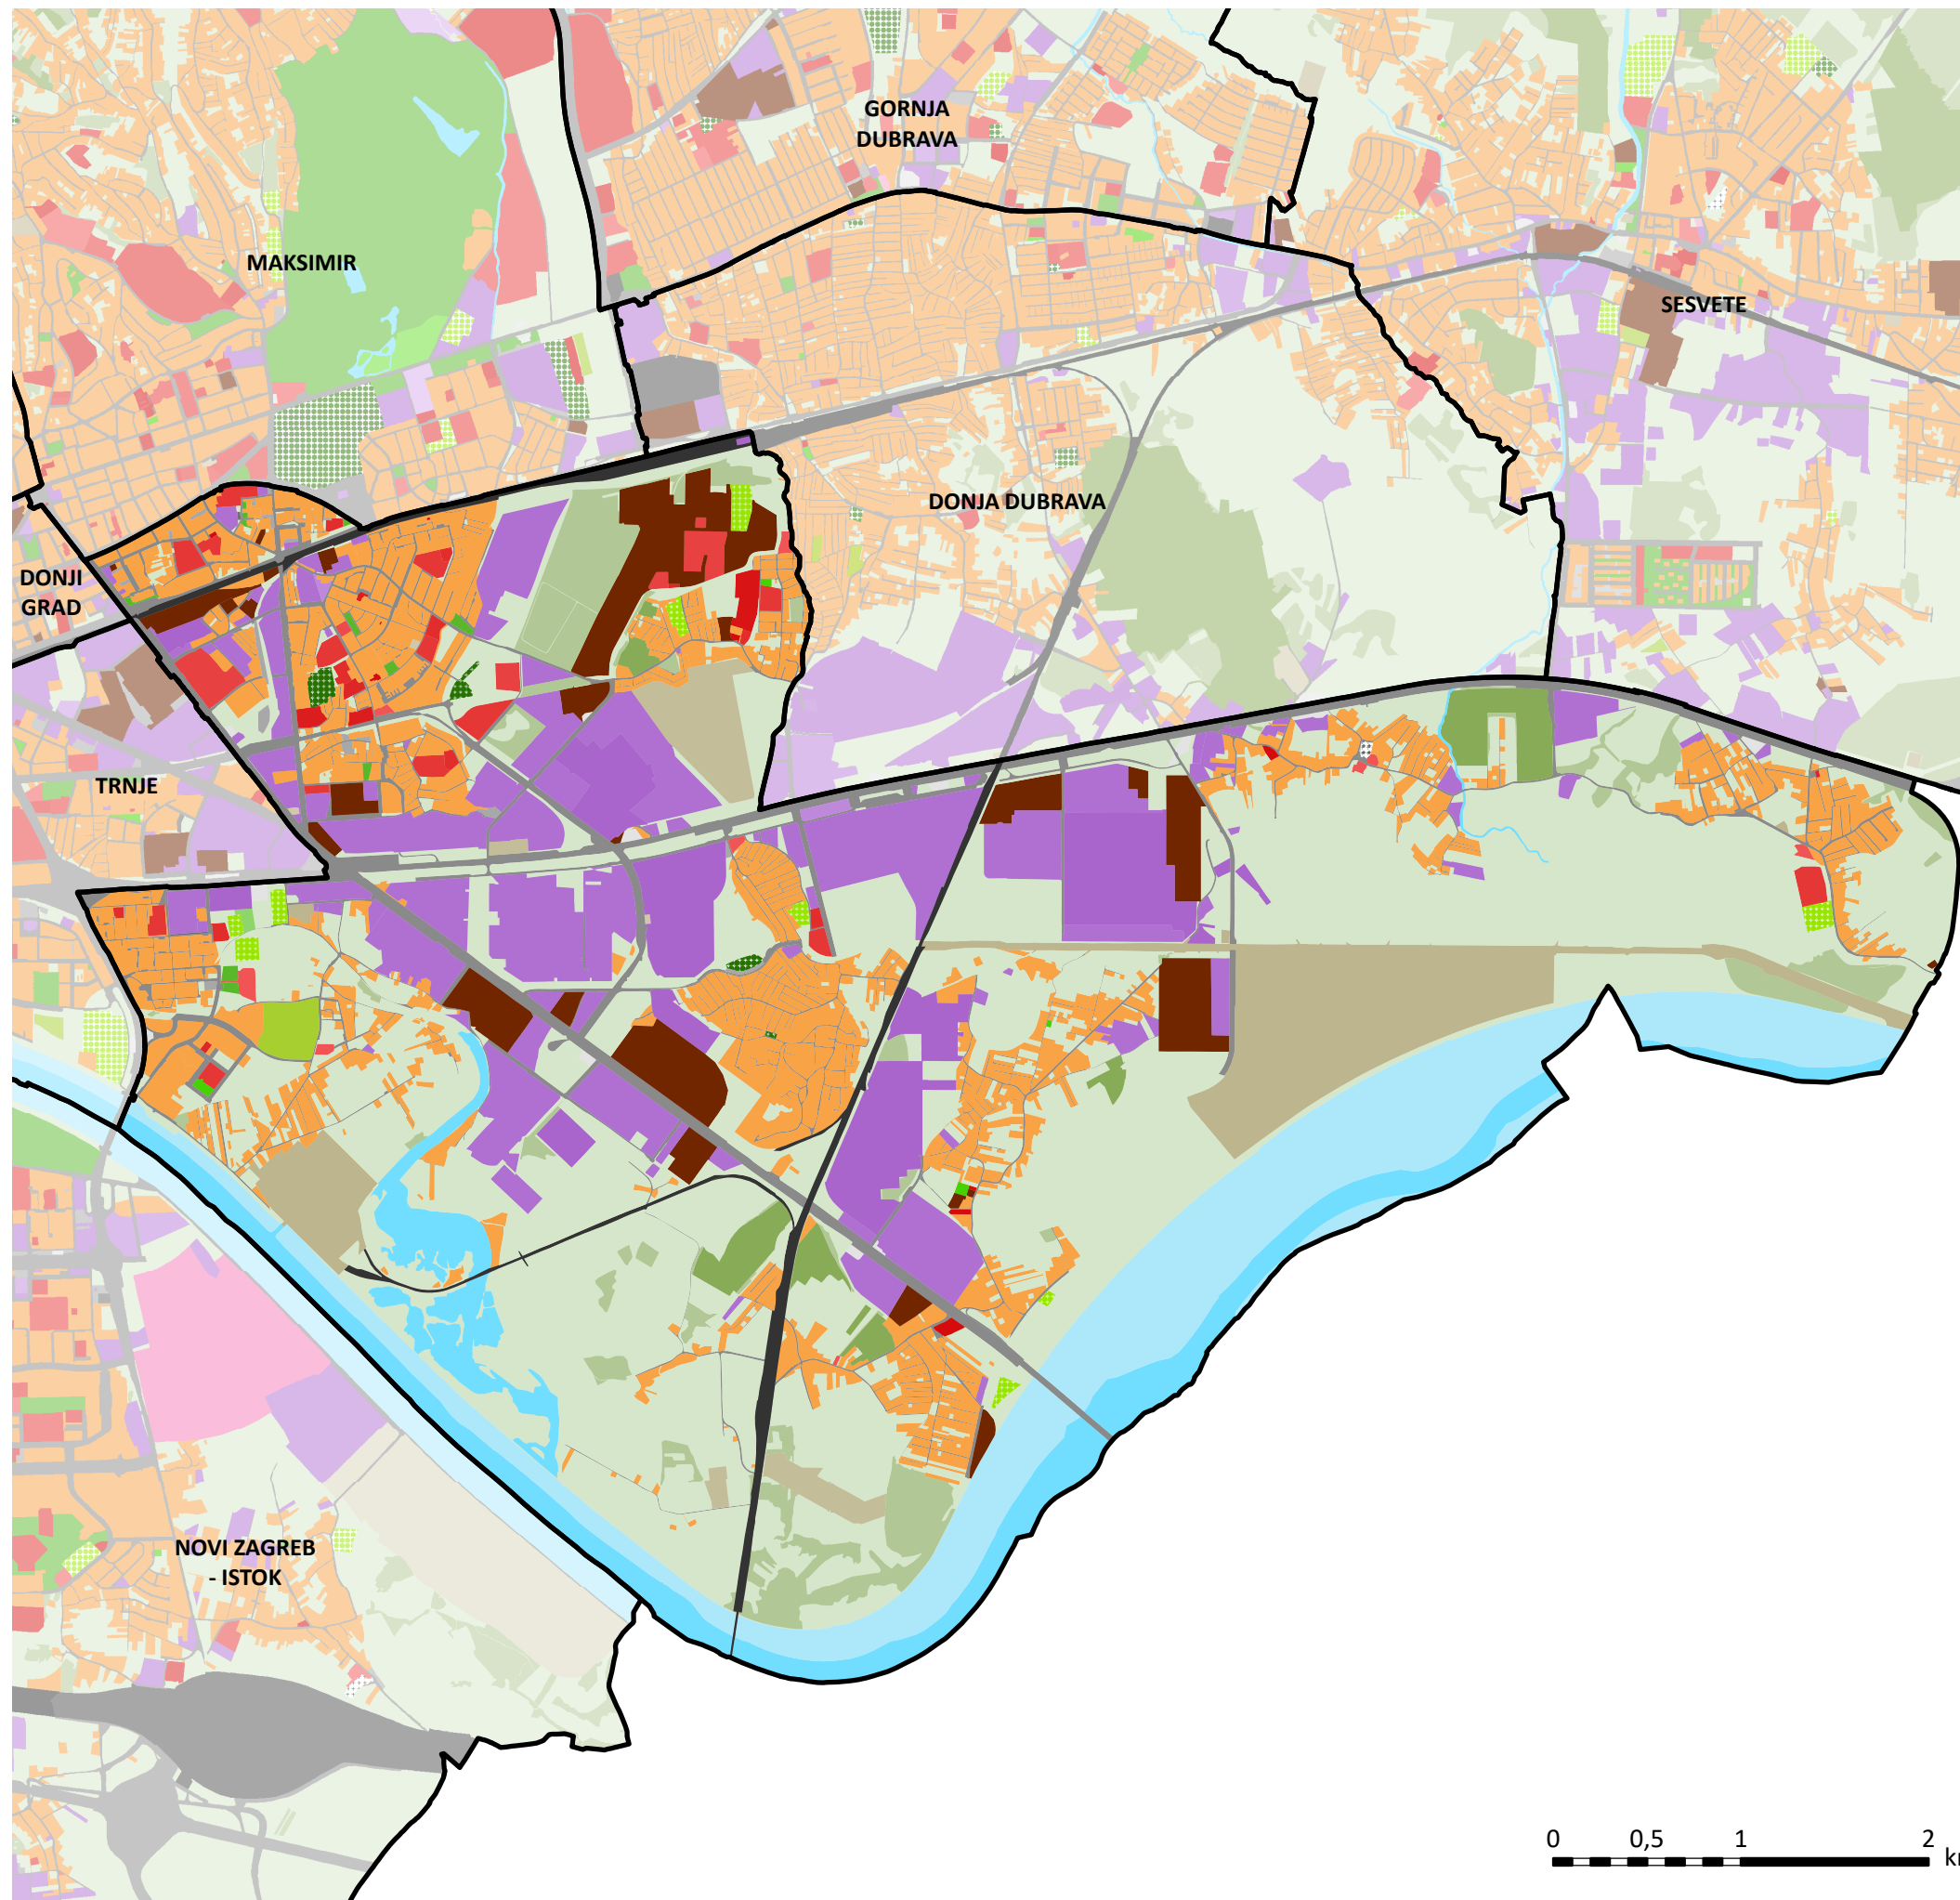 GORNJA
DUBRAVA
MAKSIMIR
SESVETE
DONJA DUBRAVA
DONJI
GRAD
TRNJE
NOVI ZAGREB
- ISTOK
0 0,5 1 2